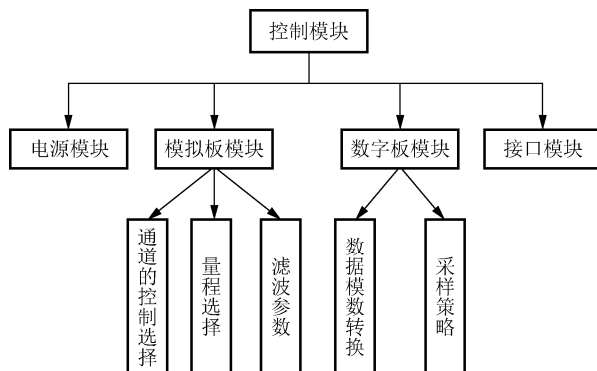 控制模块
电源模块
模拟板模块
数字板模块
接口模块
通道的控制选择
量程选择
滤波参数
数据模数转换
采样策略